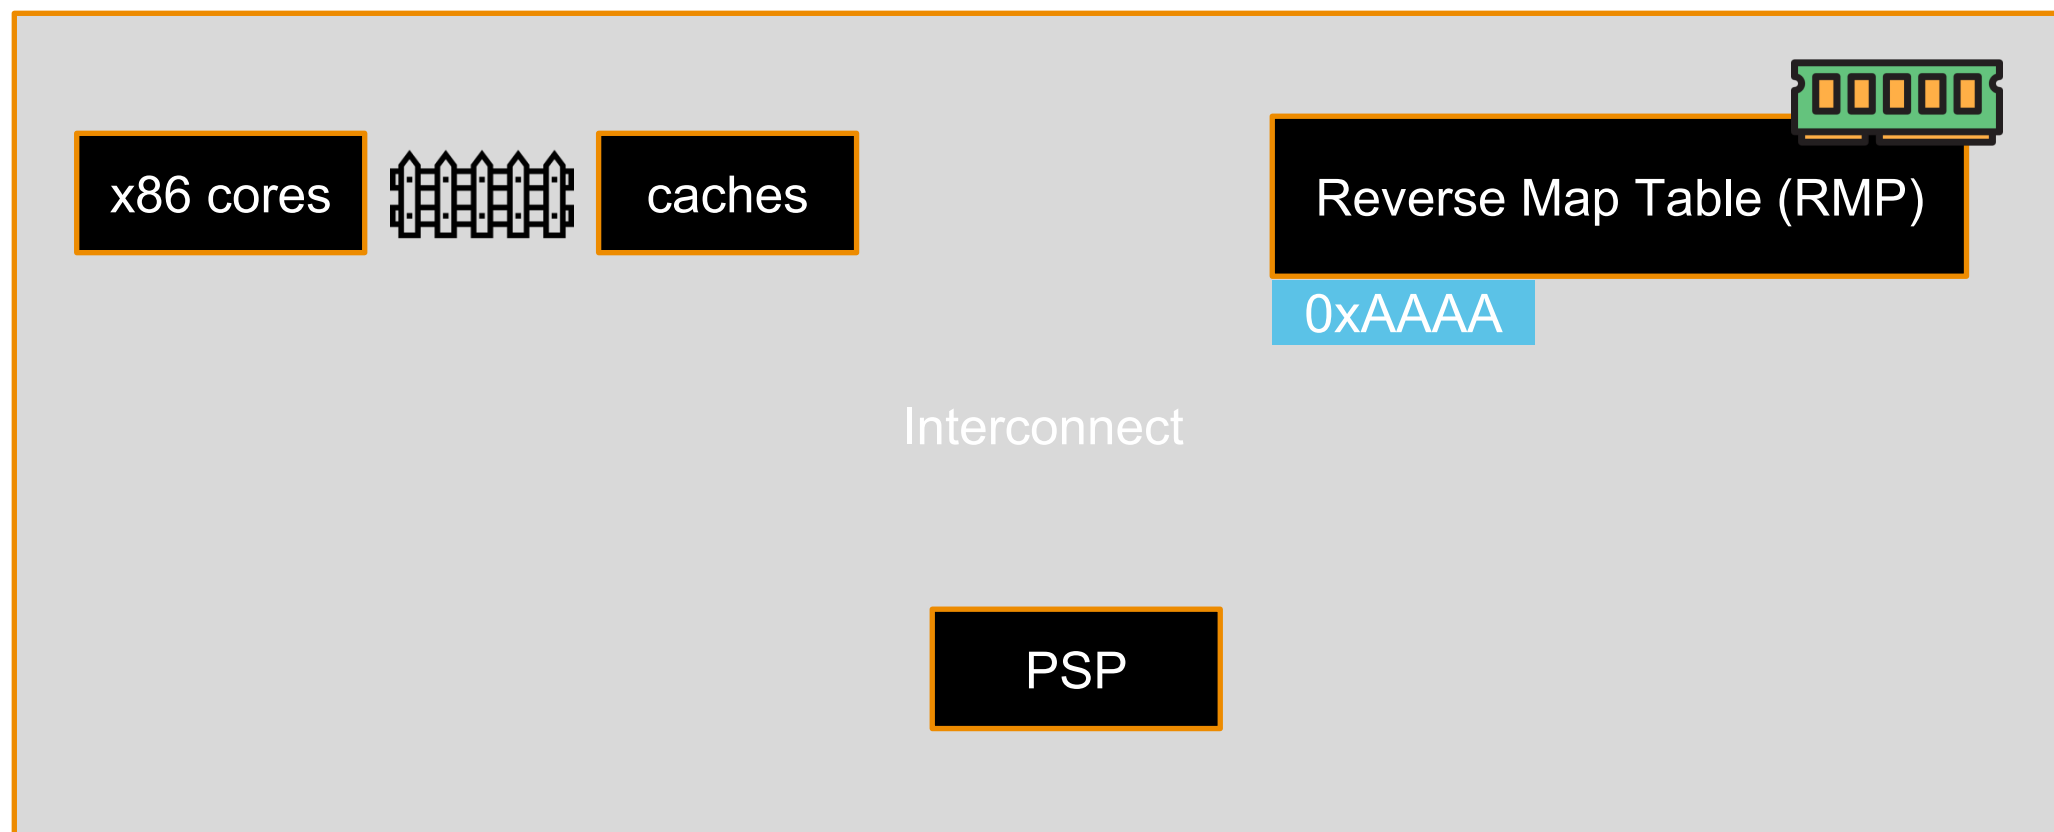 x86 cores
caches
Reverse Map Table (RMP)
0xAAAA
Interconnect
PSP